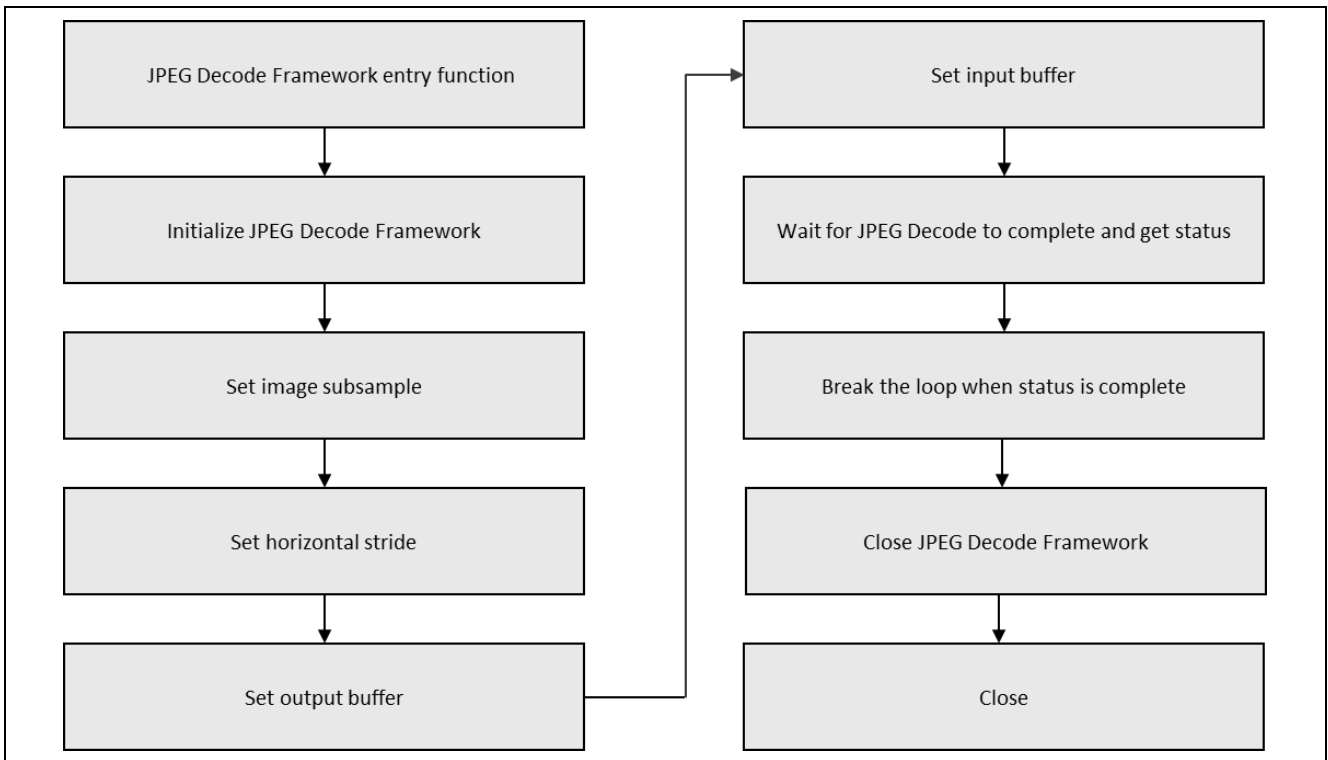 JPEG Decode Framework entry function
Initialize JPEG Decode Framework
Set image subsample
Set horizontal stride
Set output buffer
Set input buffer
Wait for JPEG Decode to complete and get status
Break the loop when status is complete
Close JPEG Decode Framework
Close